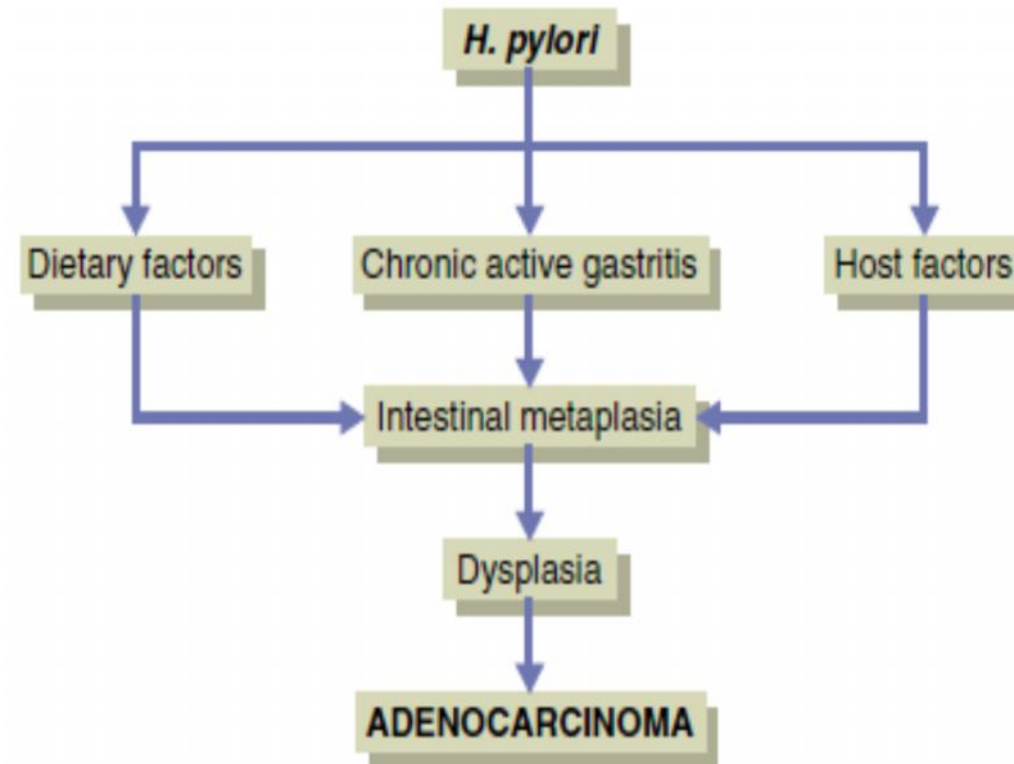 H. pylori
Dietary factors
Chronic active gastritis
Host factors
Intestinal metaplasia
Dysplasia
ADENOCARCINOMA